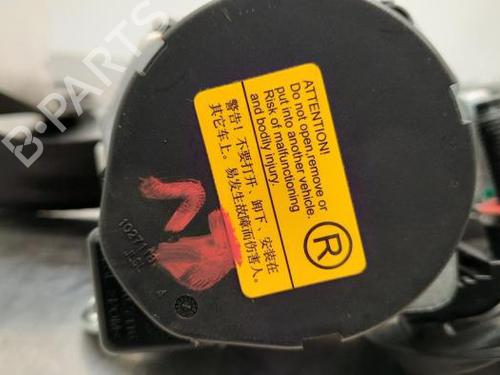 B-PARTS
ATTENTION!
Do not open,remove or
put into another vehicle.
Risk of malfunctioning
and bodily injury.
警告！不要打开、卸下、安装在
其它车上。易发生故障而伤害人。
R